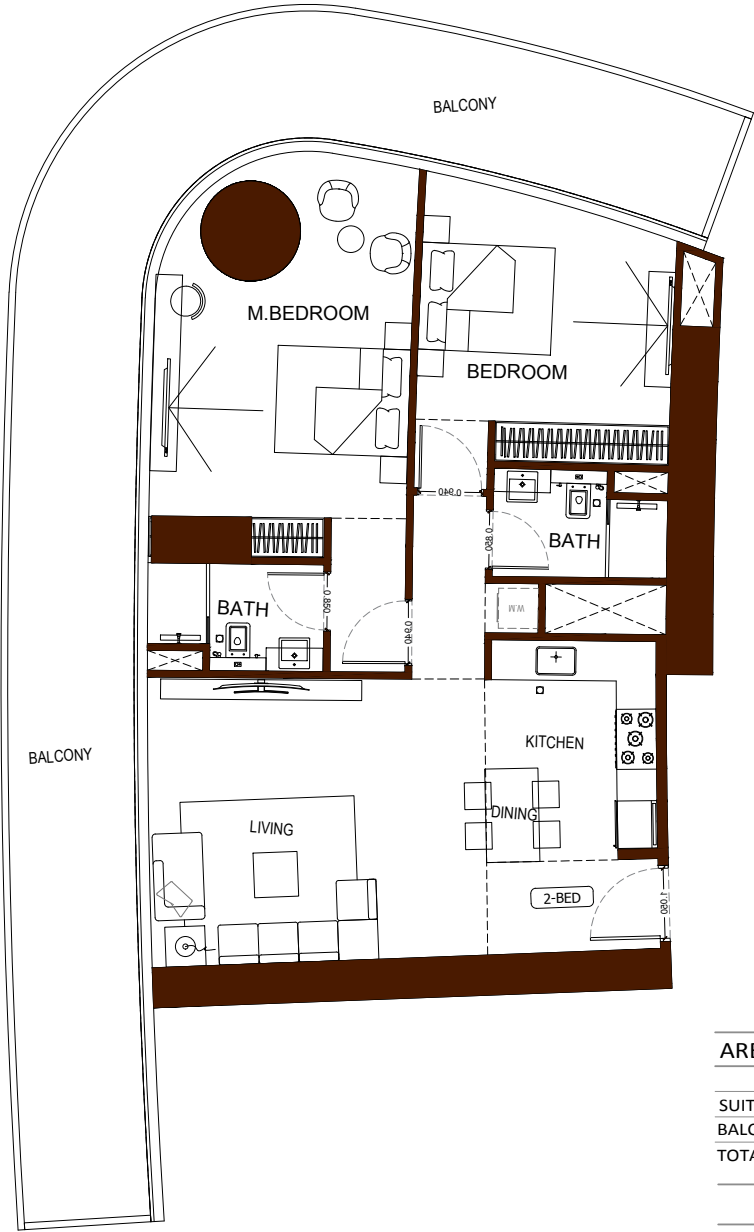 BALCONY
M.BEDROOM
BEDROOM
0.940
0.850
BATH
BATH
0.850
0.940
W.M
KITCHEN
BALCONY
LIVING
DINING
2-BED
1.050
ARE
SUIT
BALC
TOTA